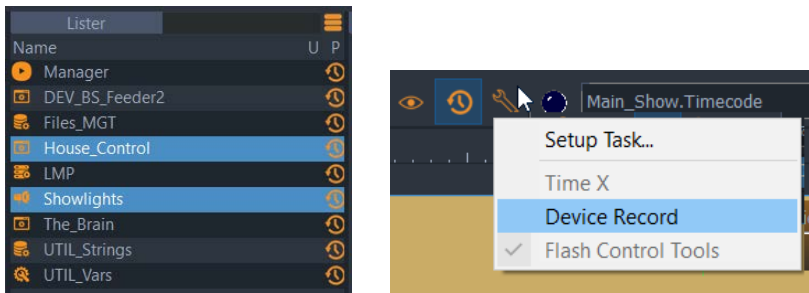 Lister
Name U P
Manager
DEV_BS_Feeder2
Files_MGT
House_Control
LMP
Showlights
The_Brain
UTIL_Strings
UTIL_Vars
Main_Show.Timecode
Setup Task...
Time X
Device Record
Flash Control Tools